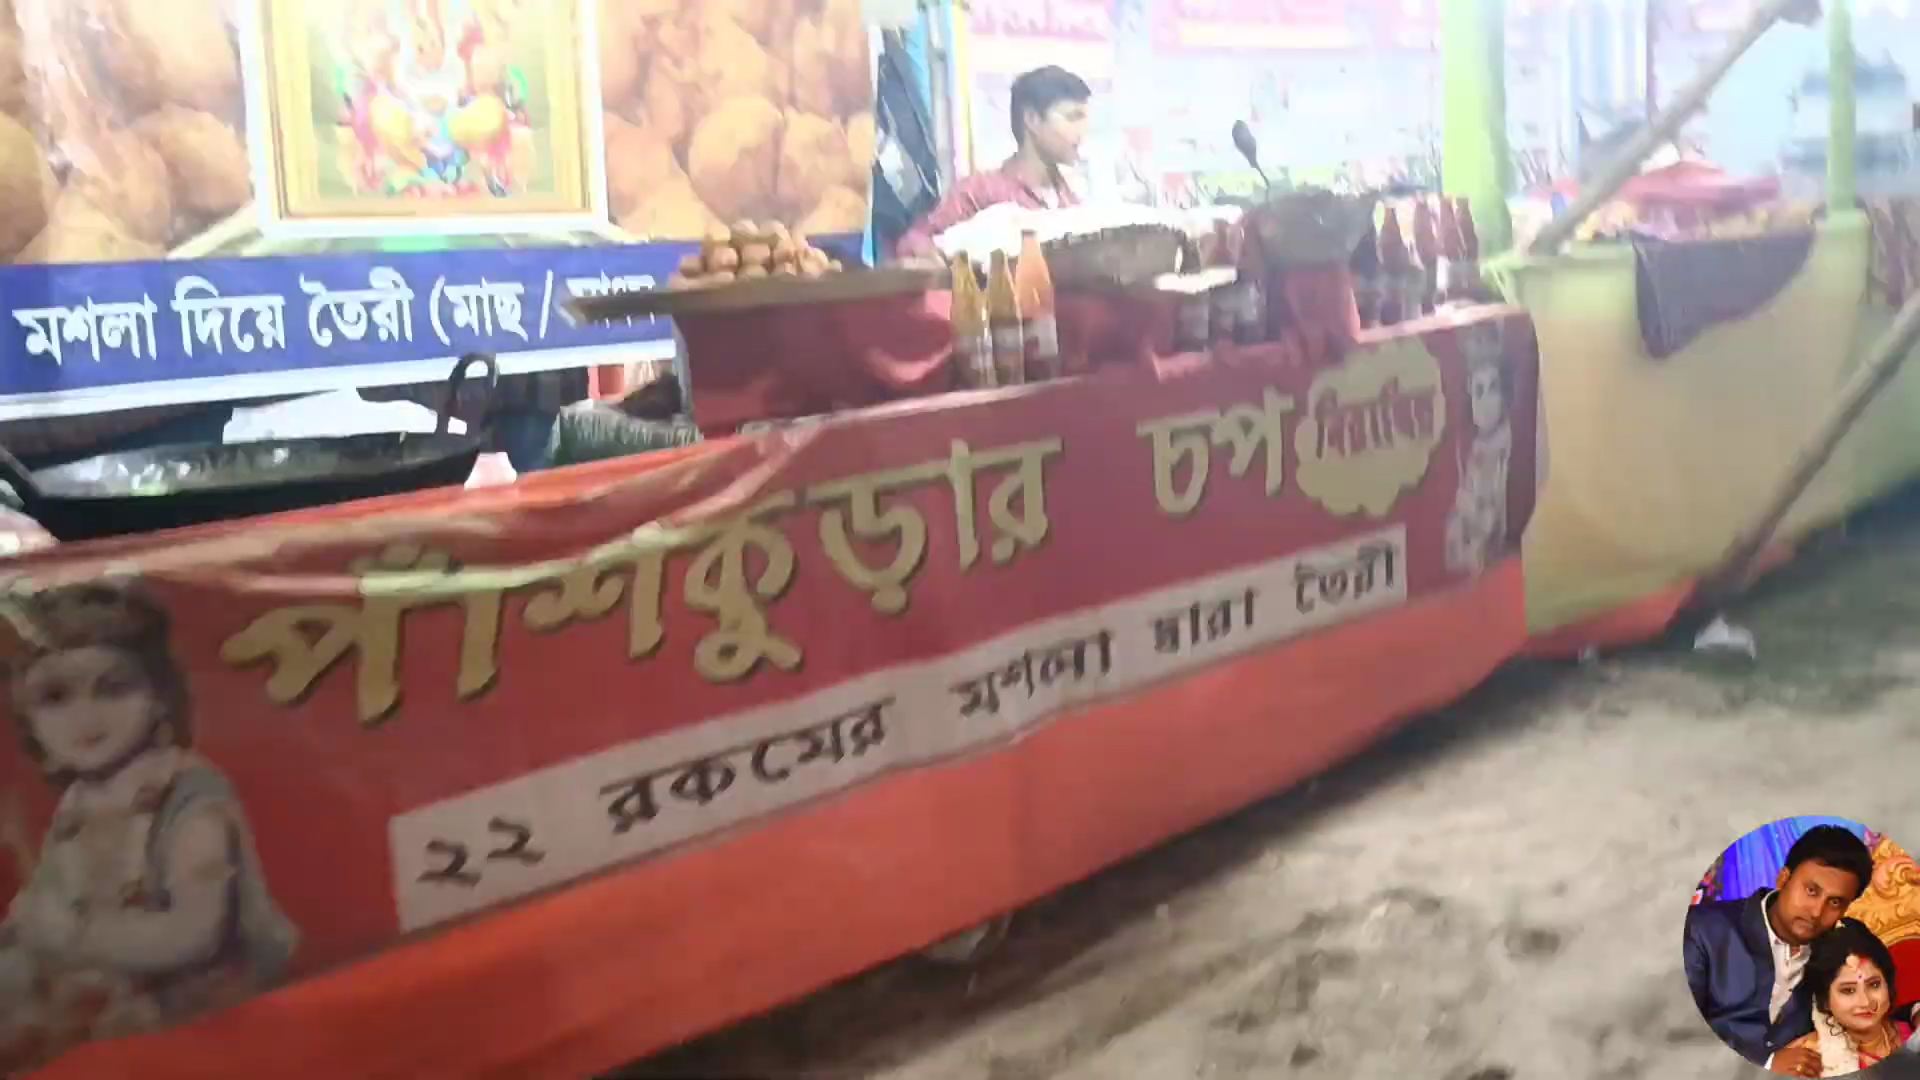 মশলা দিয়ে তৈরী (মাছ /
পাঁশকুড়ার চপ
নিরামিষ
২২ রকমের মশলা দ্বারা তৈরী